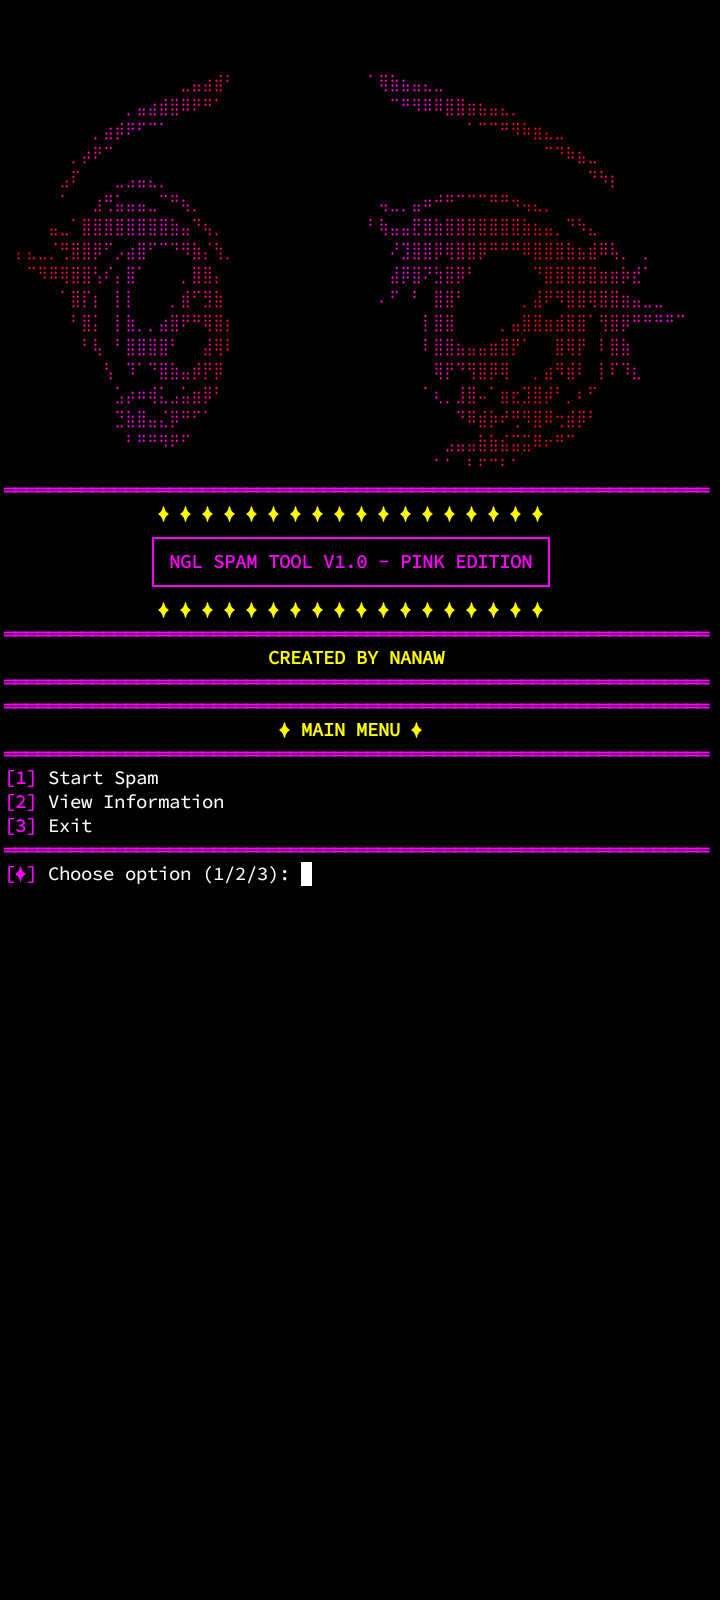 NGL SPAM TOOL V1.0 – PINK EDITION
CREATED BY NANAW
♦ MAIN MENU ♦
[1] Start Spam
[2] View Information
[3] Exit
[♦] Choose option (1/2/3):